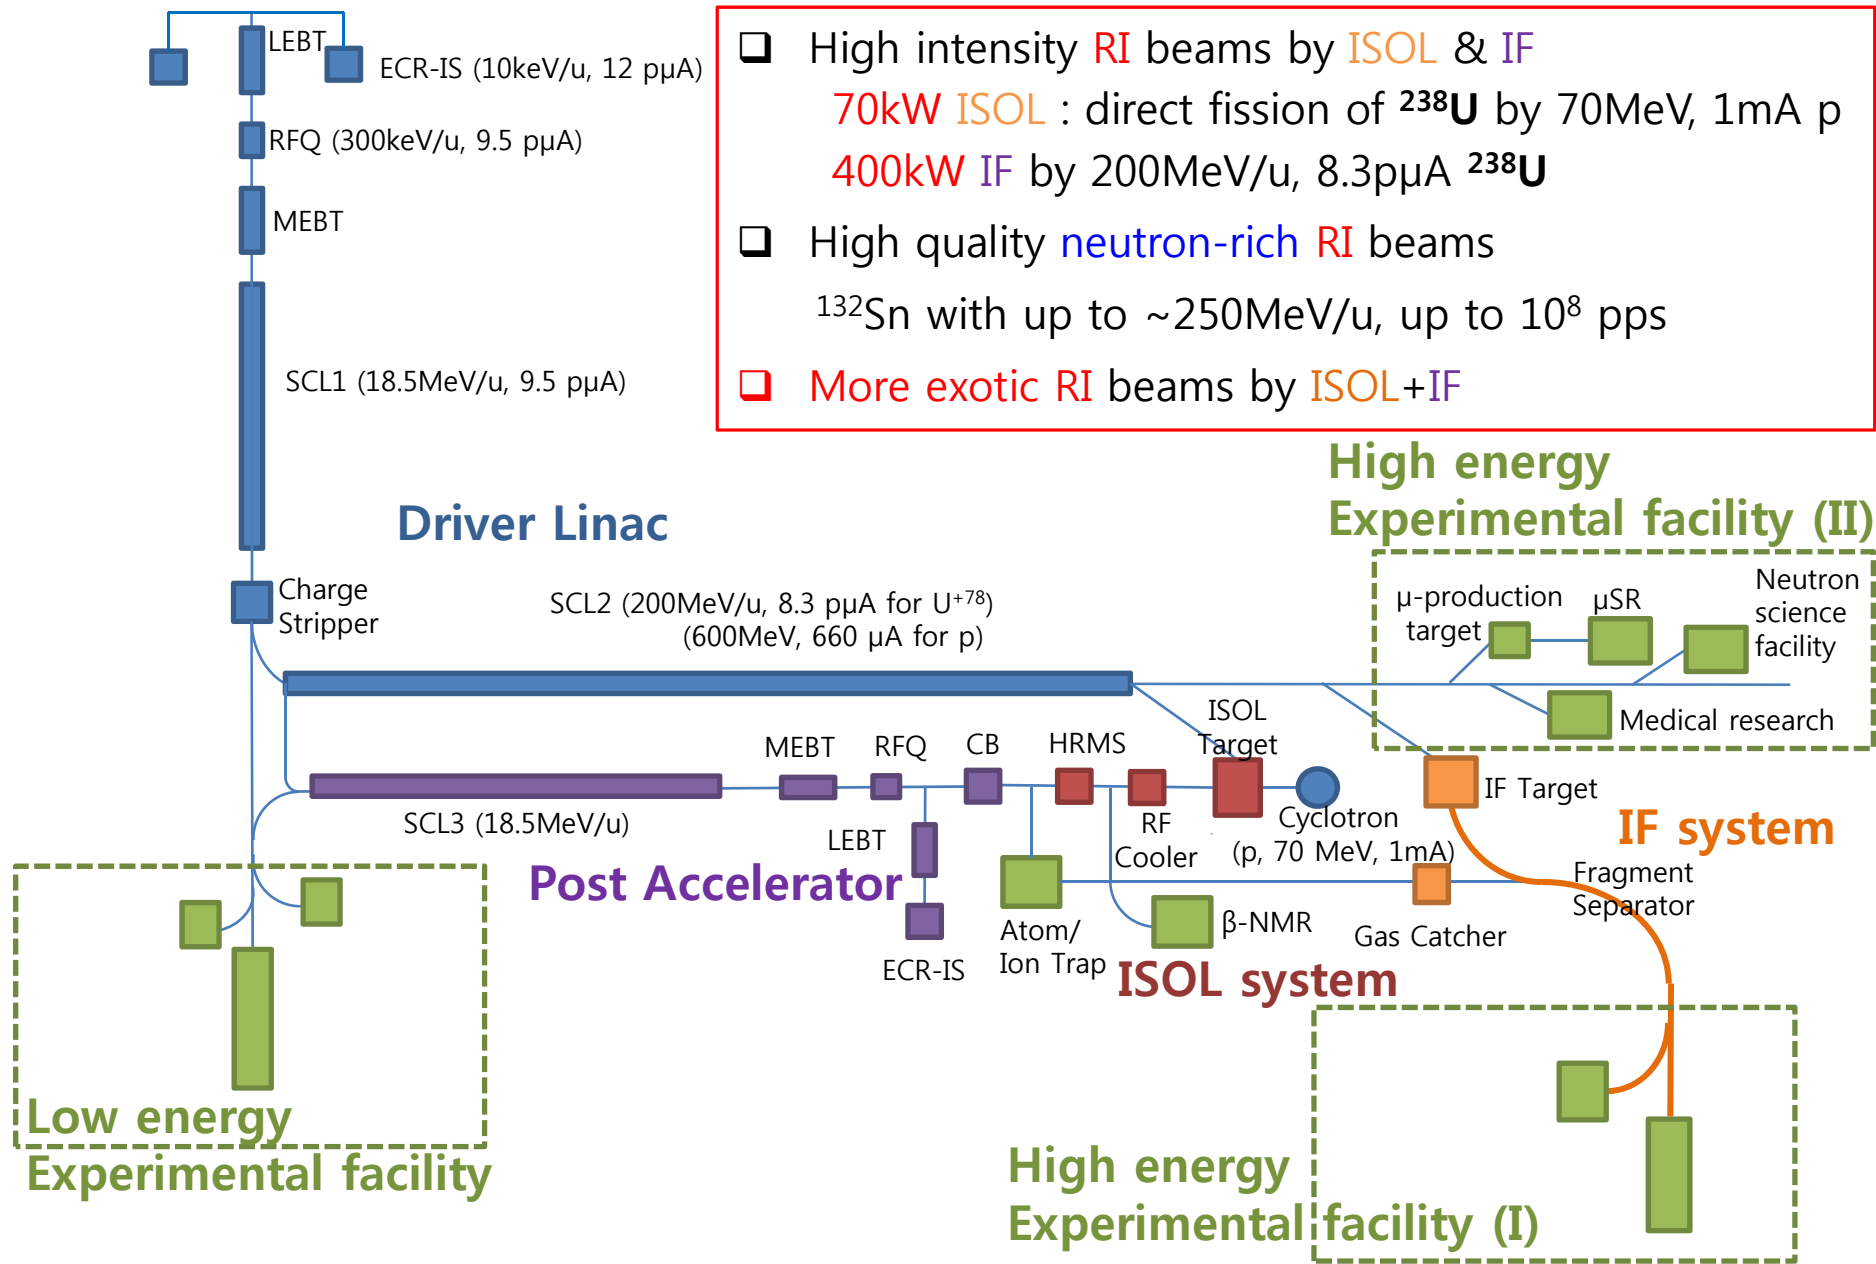 LEBT
ECR-IS (10keV/u, 12 pμA)
RFQ (300keV/u, 9.5 pμA)
MEBT
SCL1 (18.5MeV/u, 9.5 pμA)
❑ High intensity RI beams by ISOL & IF
70kW ISOL : direct fission of ²³⁸U by 70MeV, 1mA p
400kW IF by 200MeV/u, 8.3pμA ²³⁸U
❑ High quality neutron-rich RI beams
¹³²Sn with up to ~250MeV/u, up to 10⁸ pps
❑ More exotic RI beams by ISOL+IF
Driver Linac
Charge
Stripper
SCL2 (200MeV/u, 8.3 pμA for U⁺⁷⁸)
(600MeV, 660 μA for p)
High energy
Experimental facility (II)
μ-production
target
μSR
Neutron
science
facility
Medical research
MEBT
RFQ
CB
HRMS
ISOL
Target
SCL3 (18.5MeV/u)
LEBT
RF
Cooler
Cyclotron
(p, 70 MeV, 1mA)
IF Target
IF system
Post Accelerator
Fragment
Separator
ECR-IS
Atom/
Ion Trap
β-NMR
Gas Catcher
ISOL system
Low energy
Experimental facility
High energy
Experimental facility (I)